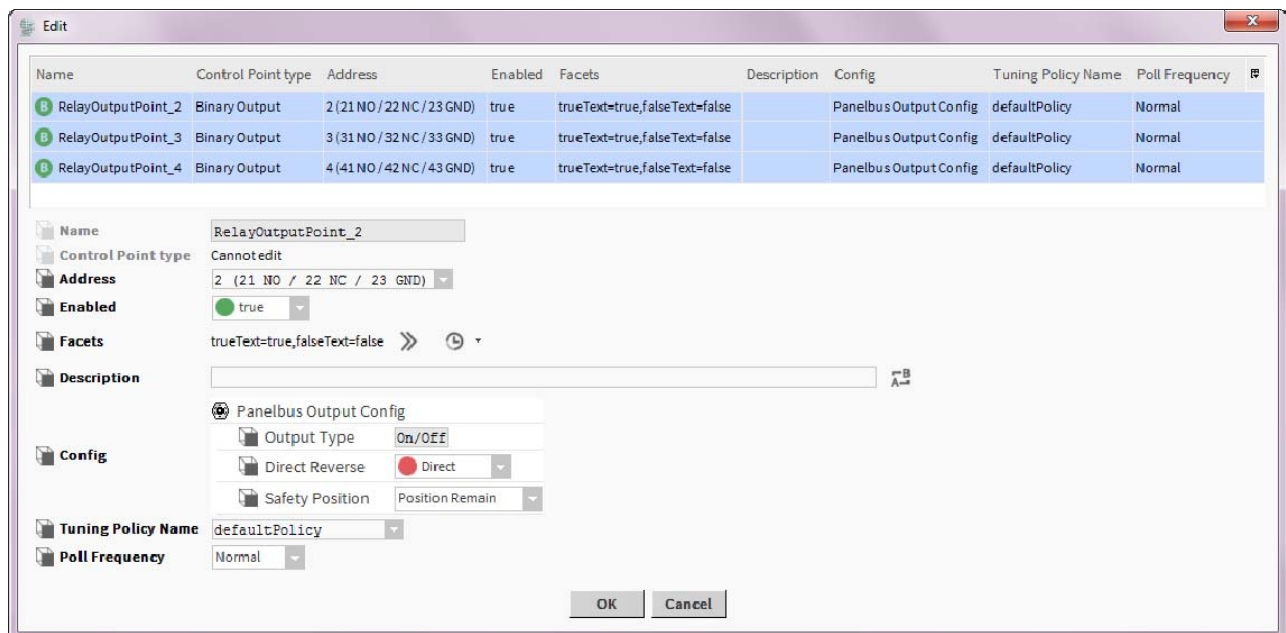 Edit
Name Control Point type Address Enabled Facets Description Config Tuning Policy Name Poll Frequency
B RelayOutputPoint_2 Binary Output 2 (21 NO / 22 NC / 23 GND) true trueText=true,falseText=false Panelbus Output Config defaultPolicy Normal
B RelayOutputPoint_3 Binary Output 3 (31 NO / 32 NC / 33 GND) true trueText=true,falseText=false Panelbus Output Config defaultPolicy Normal
B RelayOutputPoint_4 Binary Output 4 (41 NO / 42 NC / 43 GND) true trueText=true,falseText=false Panelbus Output Config defaultPolicy Normal
Name RelayOutputPoint_2
Control Point type Cannot edit
Address 2 (21 NO / 22 NC / 23 GND)
Enabled true
Facets trueText=true,falseText=false
Description
Panelbus Output Config
Output Type On/Off
Config
Direct Reverse Direct
Safety Position Position Remain
Tuning Policy Name defaultPolicy
Poll Frequency Normal
OK Cancel